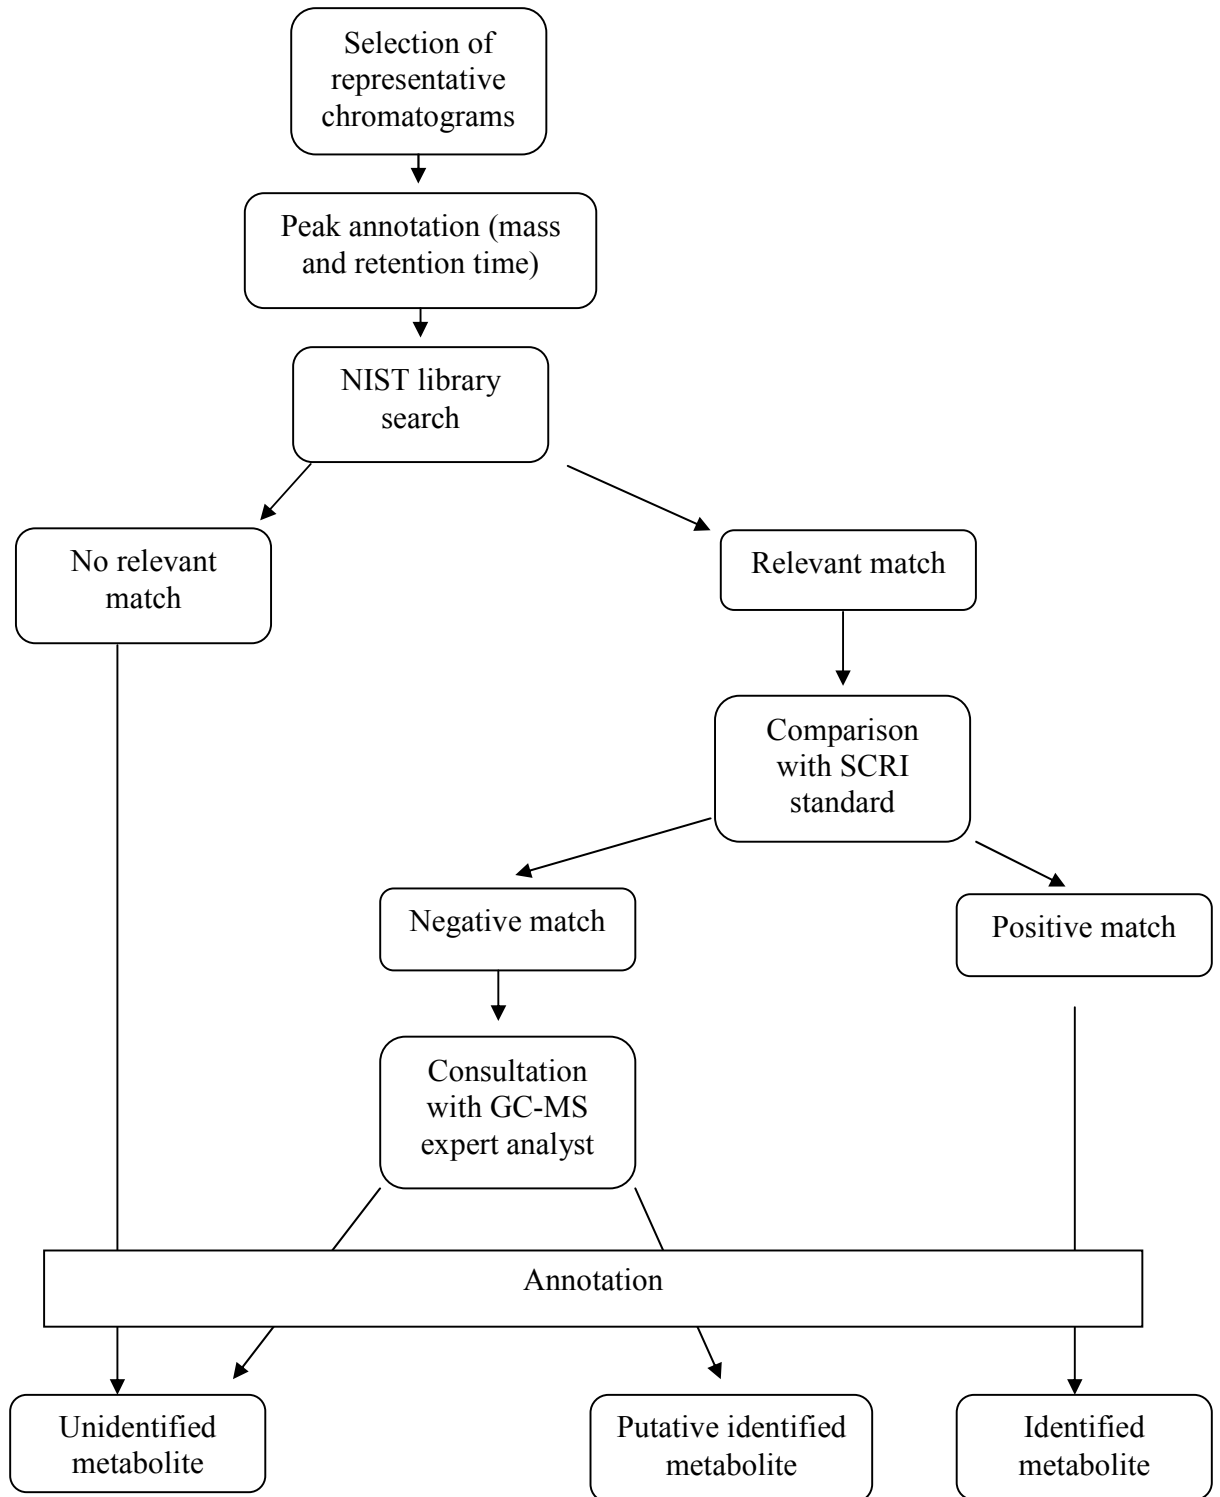 Selection of
representative
chromatograms
Peak annotation (mass
and retention time)
NIST library
search
No relevant
match
Relevant match
Comparison
with SCRI
standard
Negative match
Positive match
Consultation
with GC-MS
expert analyst
Annotation
Unidentified
metabolite
Putative identified
metabolite
Identified
metabolite